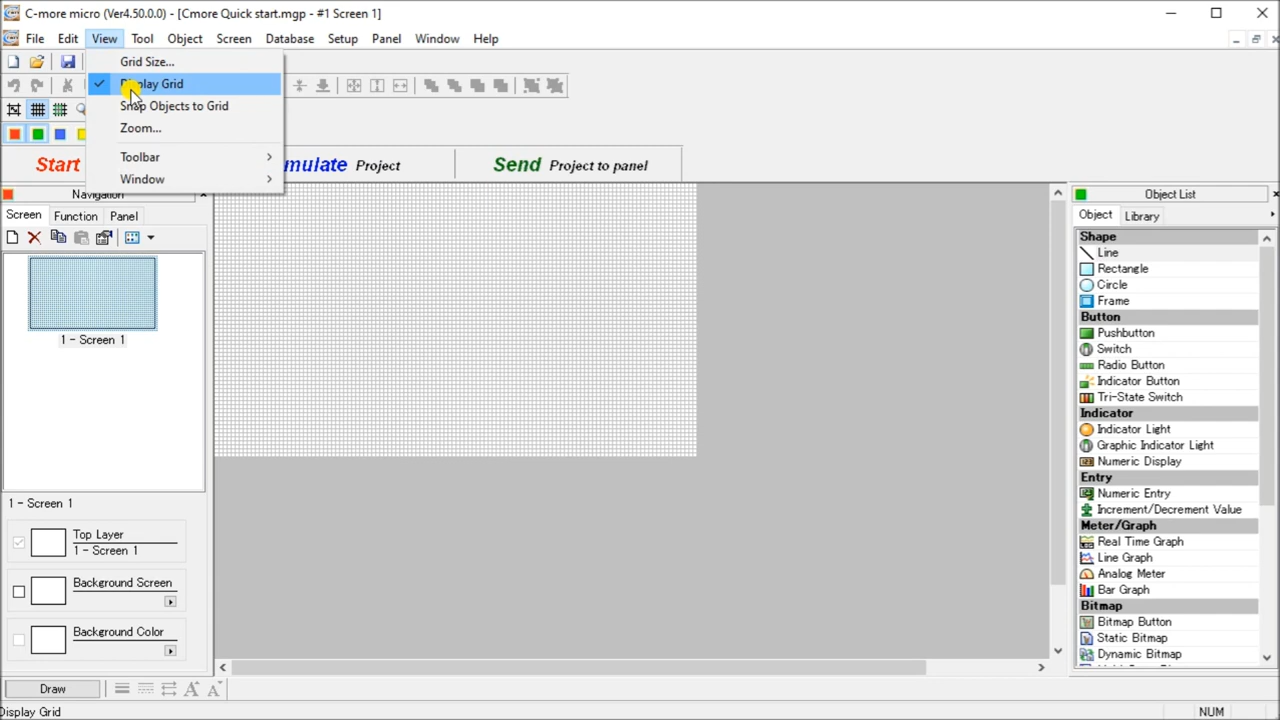 C-more micro (Ver4.50.0.0) - [Cmore Quick start.mgp - #1 Screen 1]
File Edit View Tool Object Screen Database Setup Panel Window Help
Grid Size...
Display Grid
Snap Objects to Grid
Zoom...
Toolbar
Window
Start
mulate Project
Send Project to panel
Navigation
Screen Function Panel
1 - Screen 1
1 - Screen 1
Top Layer
1 - Screen 1
Background Screen
Background Color
Object List
Object Library
Shape
Line
Rectangle
Circle
Frame
Button
Pushbutton
Switch
Radio Button
Indicator Button
Tri-State Switch
Indicator
Indicator Light
Graphic Indicator Light
Numeric Display
Entry
Numeric Entry
Increment/Decrement Value
Meter/Graph
Real Time Graph
Line Graph
Analog Meter
Bar Graph
Bitmap
Bitmap Button
Static Bitmap
Dynamic Bitmap
Draw
Display Grid
NUM